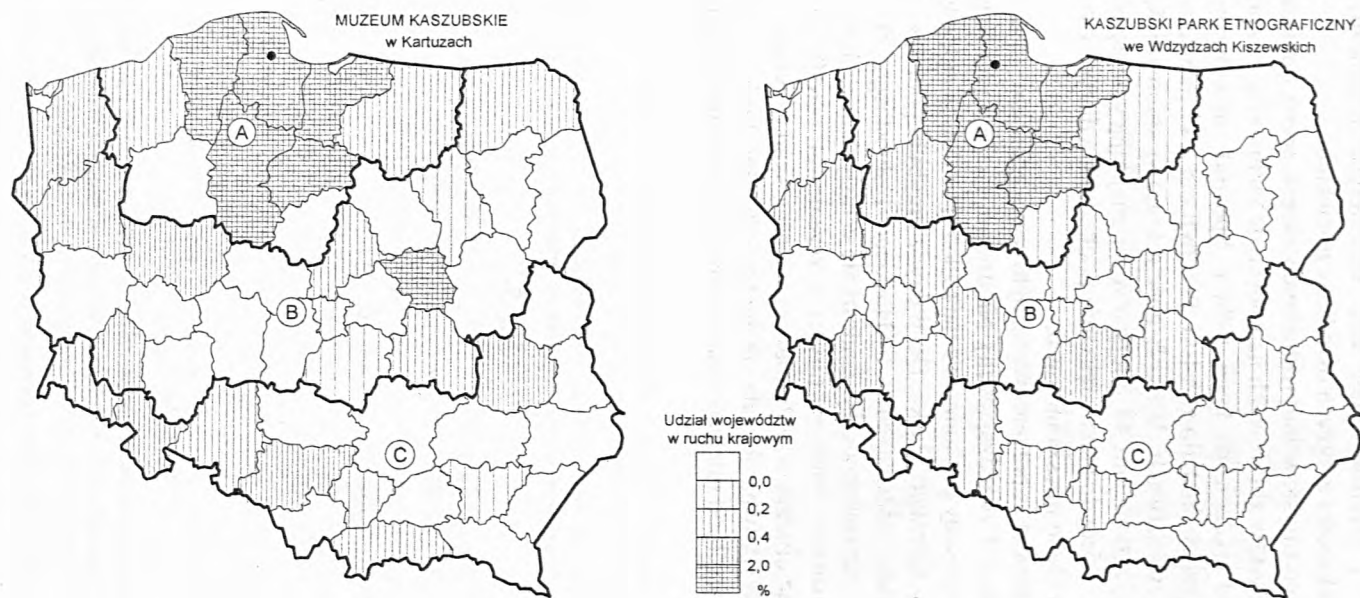 MUZEUM KASZUBSKIE
w Kartuzach
A
B
C
KASZUBSKI PARK ETNOGRAFICZNY
we Wdzydzach Kiszewskich
A
B
C
Udział województw
w ruchu krajowym
0,0
0,2
0,4
2,0
%